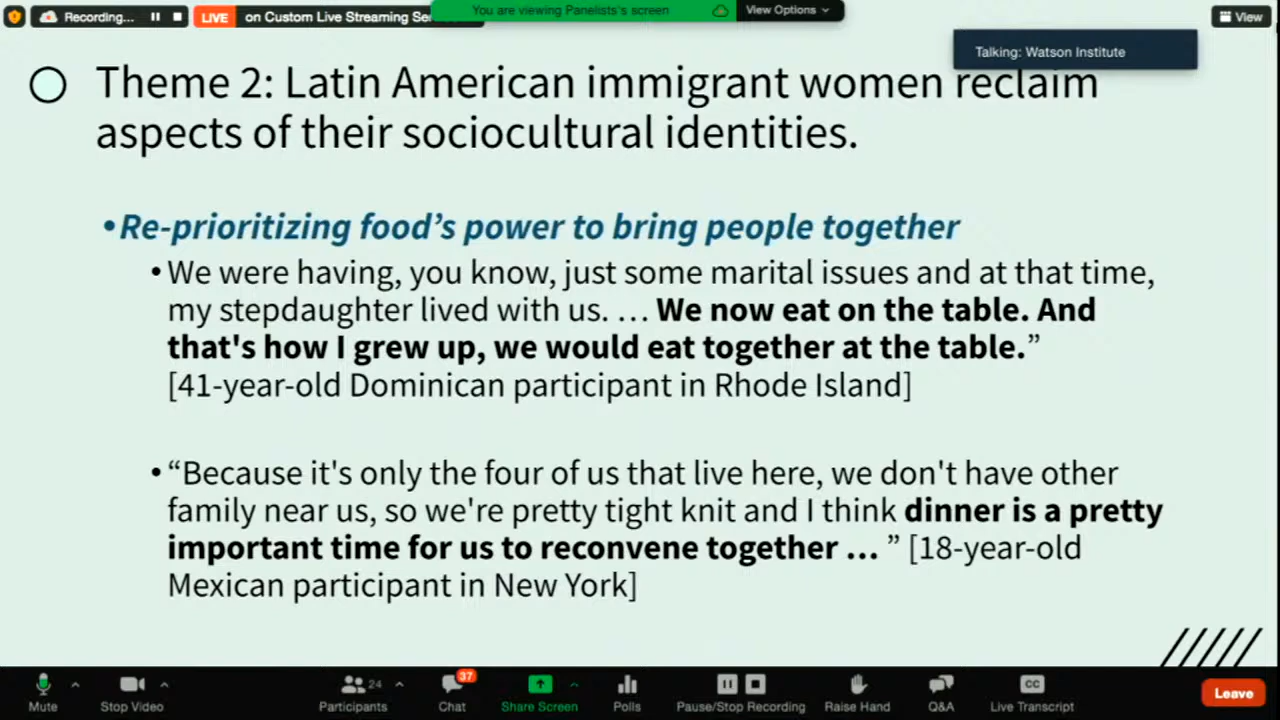 Recording...
LIVE
on Custom Live Streaming Ser
You are viewing Panelists's screen
View Options
View
Talking: Watson Institute
Theme 2: Latin American immigrant women reclaim
aspects of their sociocultural identities.
•Re-prioritizing food’s power to bring people together
•We were having, you know, just some marital issues and at that time,
my stepdaughter lived with us. … We now eat on the table. And
that's how I grew up, we would eat together at the table.”
[41-year-old Dominican participant in Rhode Island]
•“Because it's only the four of us that live here, we don't have other
family near us, so we're pretty tight knit and I think dinner is a pretty
important time for us to reconvene together … ” [18-year-old
Mexican participant in New York]
Mute
Stop Video
24
Participants
37
Chat
Share Screen
Polls
Pause/Stop Recording
Raise Hand
Q&A
CC
Live Transcript
Leave